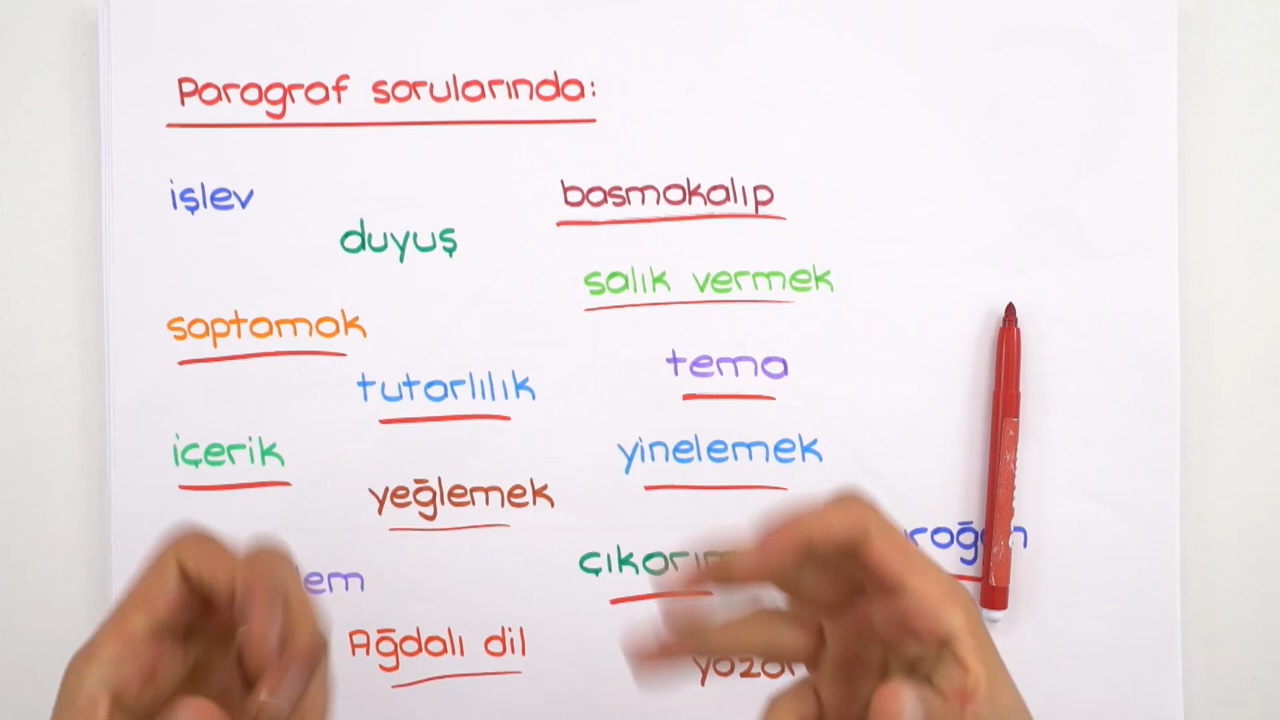 Paragraf sorularında:
işlev
basmakalıp
duyuş
salık vermek
saptamak
tema
tutarlılık
içerik
yinelemek
yeğlemek
Ağdalı dil